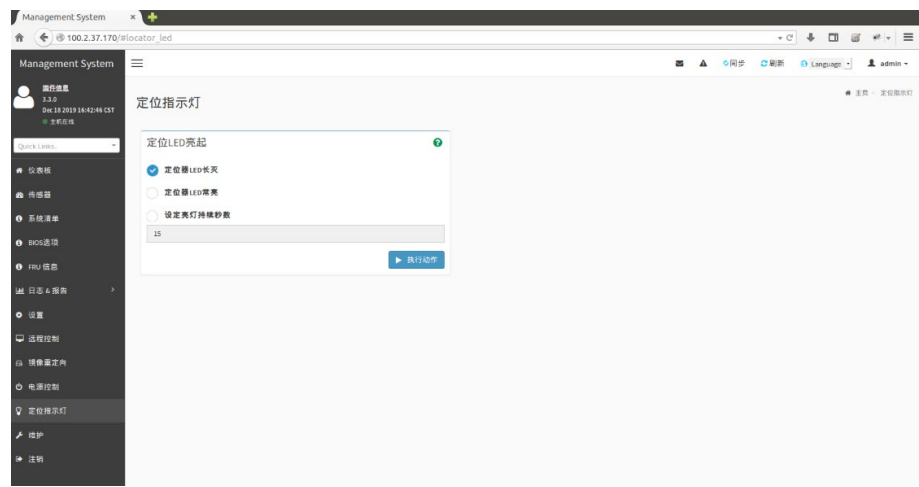 Management System
100.2.37.170/#locator_led
Management System
同步
刷新
Language
admin
固件信息
3.3.0
Dec 18 2019 16:42:46 CST
主机在线
定位指示灯
主页 - 定位指示灯
Quick Links..
定位LED亮起
定位器LED长灭
定位器LED常亮
设定亮灯持续秒数
15
执行动作
仪表板
传感器
系统清单
BIOS选项
FRU 信息
日志 & 报告
设置
远程控制
镜像重定向
电源控制
定位指示灯
维护
注销